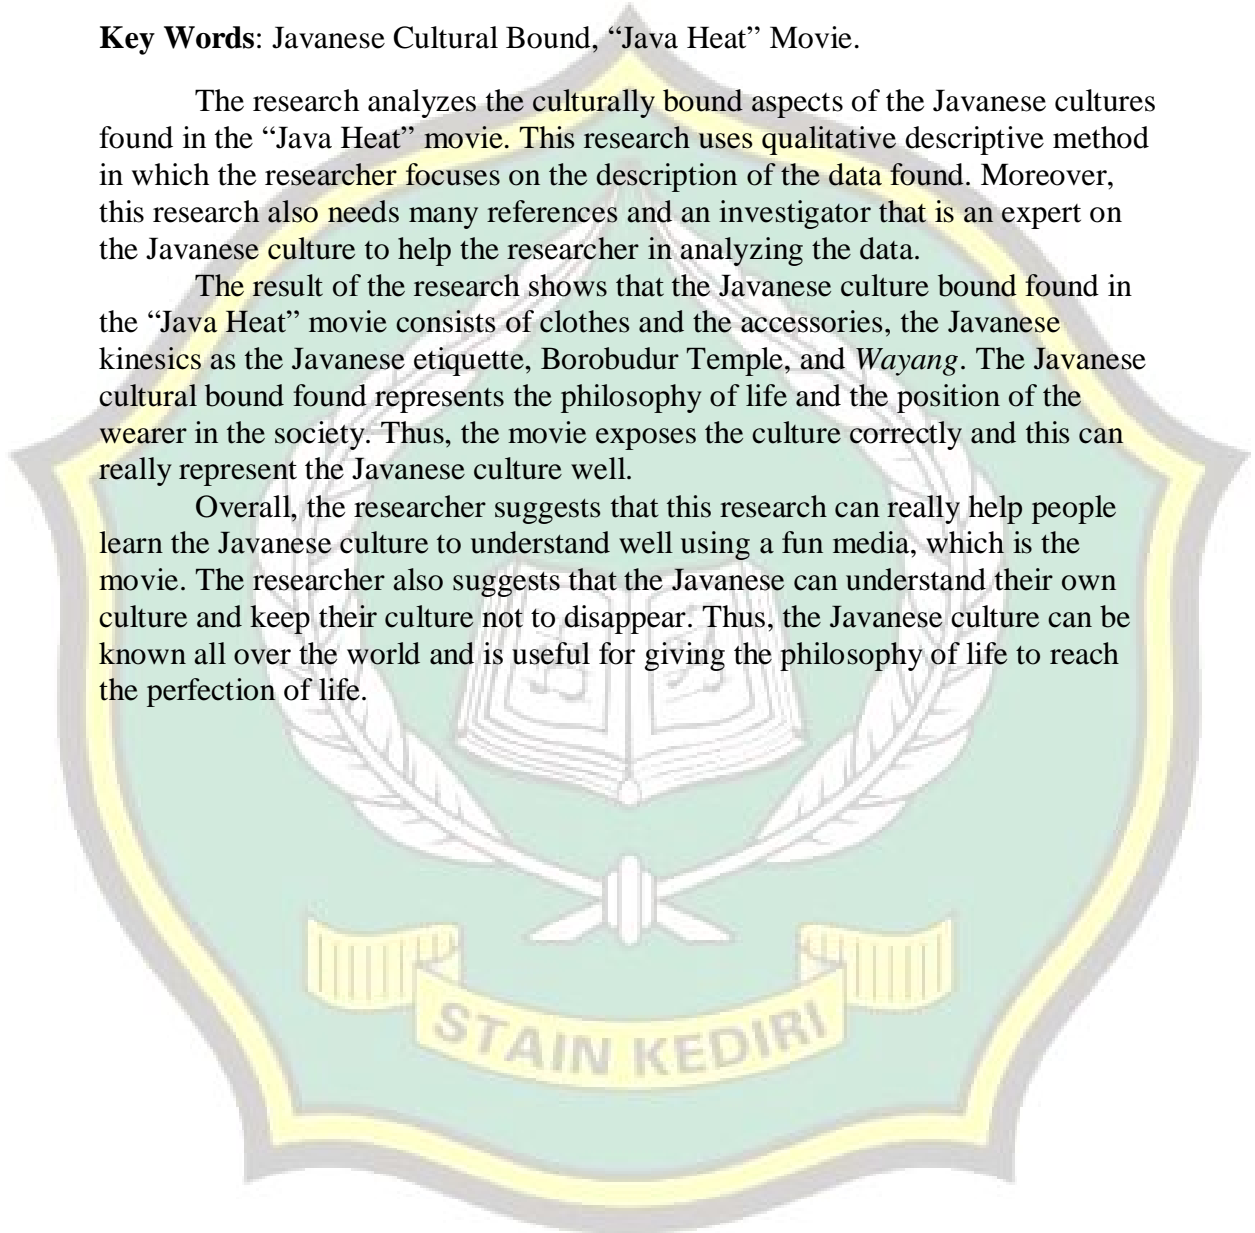 Key Words: Javanese Cultural Bound, “Java Heat” Movie.
The research analyzes the culturally bound aspects of the Javanese cultures
found in the “Java Heat” movie. This research uses qualitative descriptive method
in which the researcher focuses on the description of the data found. Moreover,
this research also needs many references and an investigator that is an expert on
the Javanese culture to help the researcher in analyzing the data.
The result of the research shows that the Javanese culture bound found in
the “Java Heat” movie consists of clothes and the accessories, the Javanese
kinesics as the Javanese etiquette, Borobudur Temple, and Wayang. The Javanese
cultural bound found represents the philosophy of life and the position of the
wearer in the society. Thus, the movie exposes the culture correctly and this can
really represent the Javanese culture well.
Overall, the researcher suggests that this research can really help people
learn the Javanese culture to understand well using a fun media, which is the
movie. The researcher also suggests that the Javanese can understand their own
culture and keep their culture not to disappear. Thus, the Javanese culture can be
known all over the world and is useful for giving the philosophy of life to reach
the perfection of life.
STAIN KEDIRI